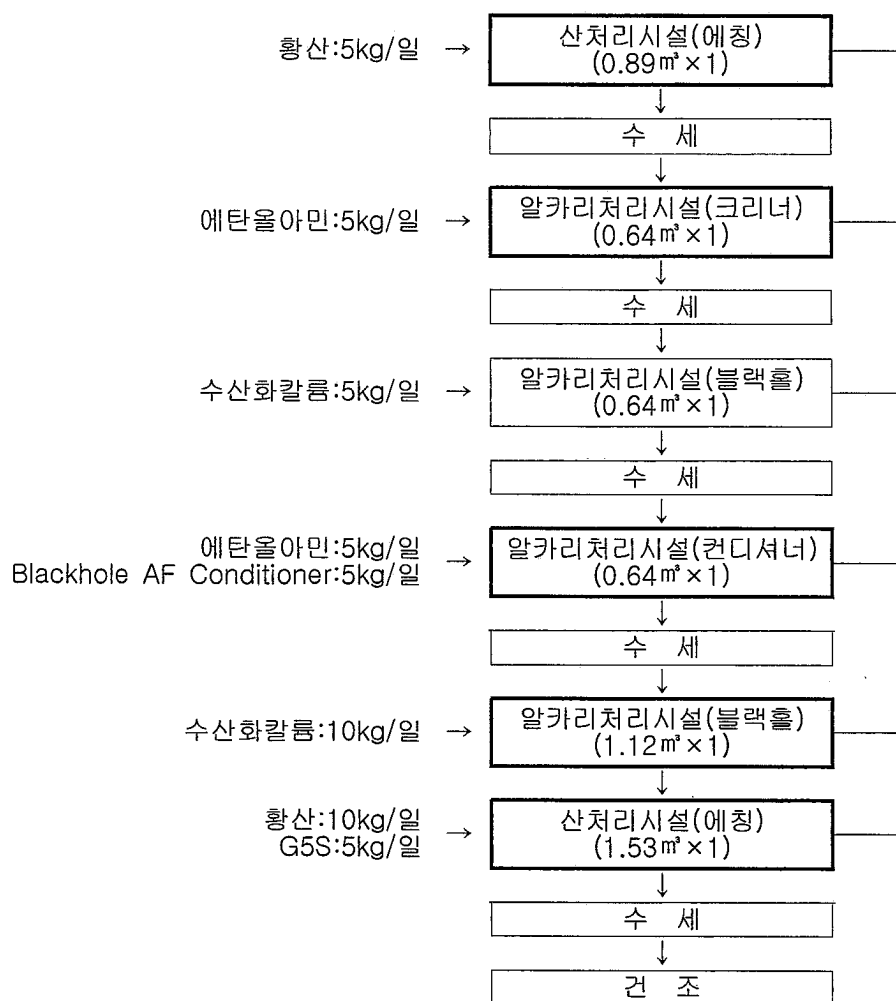 황산:5kg/일 → 산처리시설(에칭)
(0.89㎥×1)
↓
수 세
↓
에탄올아민:5kg/일 → 알카리처리시설(크리너)
(0.64㎥×1)
↓
수 세
↓
수산화칼륨:5kg/일 → 알카리처리시설(블랙홀)
(0.64㎥×1)
↓
수 세
↓
에탄올아민:5kg/일
Blackhole AF Conditioner:5kg/일 → 알카리처리시설(컨디셔너)
(0.64㎥×1)
↓
수 세
↓
수산화칼륨:10kg/일 → 알카리처리시설(블랙홀)
(1.12㎥×1)
↓
황산:10kg/일
G5S:5kg/일 → 산처리시설(에칭)
(1.53㎥×1)
↓
수 세
↓
건 조